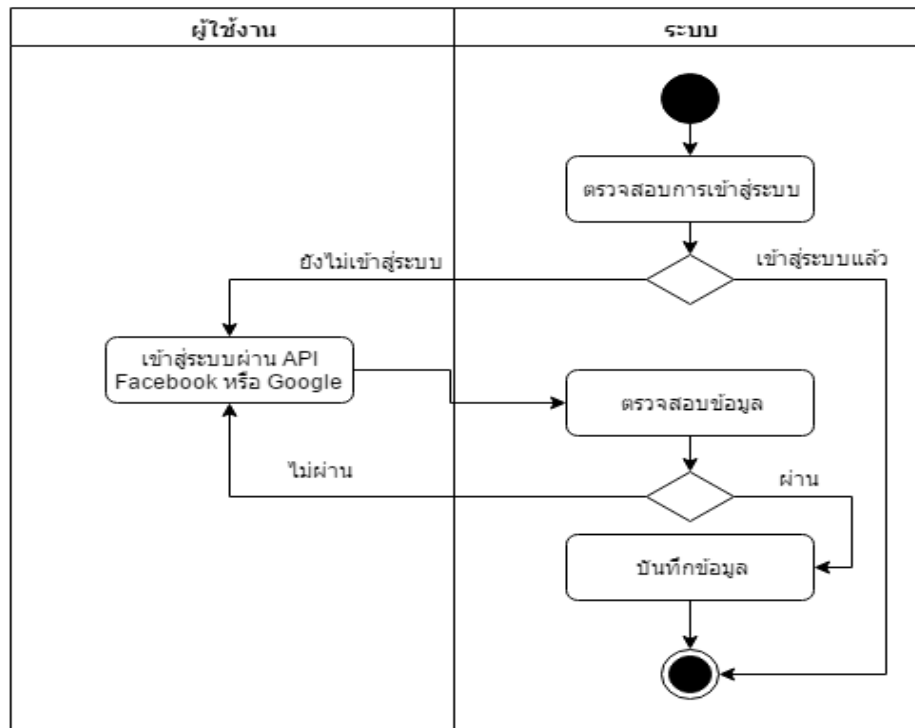 ผู้ใช้งาน
ระบบ
ตรวจสอบการเข้าสู่ระบบ
ยังไม่เข้าสู่ระบบ
เข้าสู่ระบบแล้ว
เข้าสู่ระบบผ่าน API
Facebook หรือ Google
ตรวจสอบข้อมูล
ไม่ผ่าน
ผ่าน
บันทึกข้อมูล